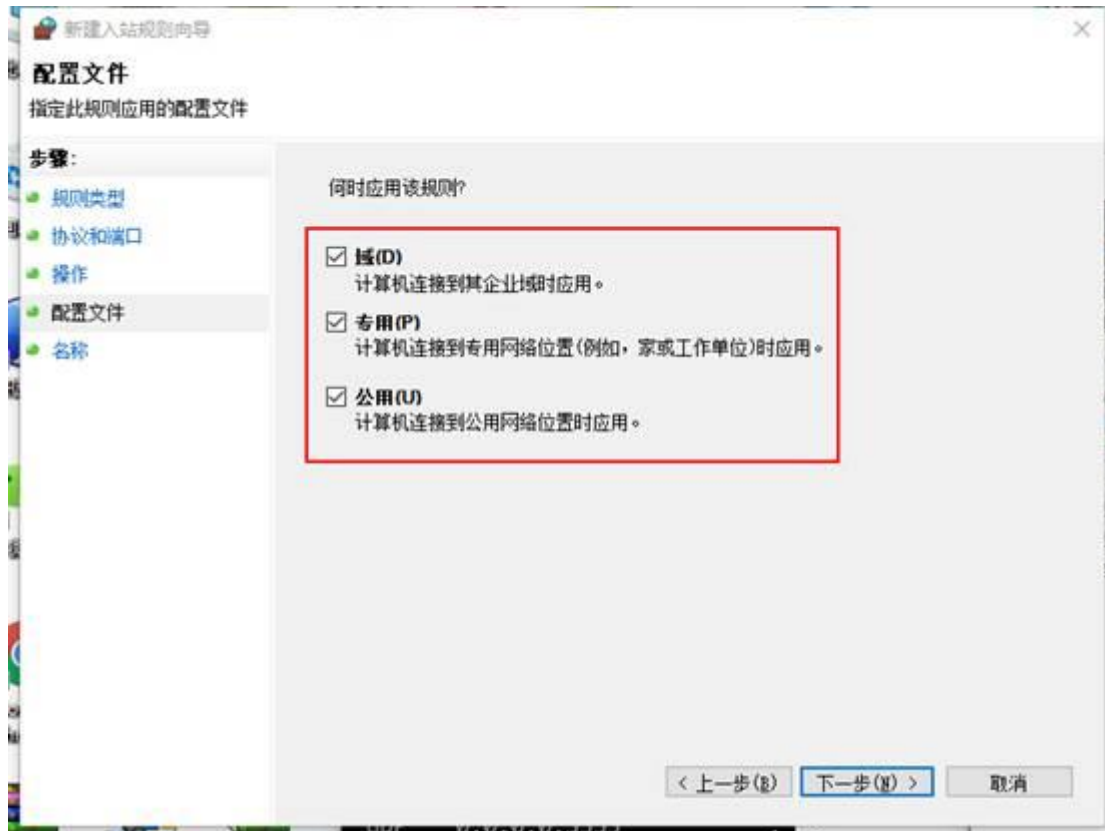 新建入站规则向导
配置文件
指定此规则应用的配置文件
步骤:
规则类型
协议和端口
操作
配置文件
名称
何时应用该规则?
域(D)
计算机连接到其企业域时应用。
专用(P)
计算机连接到专用网络位置(例如，家或工作单位)时应用。
公用(U)
计算机连接到公用网络位置时应用。
< 上一步(B)
下一步(N) >
取消